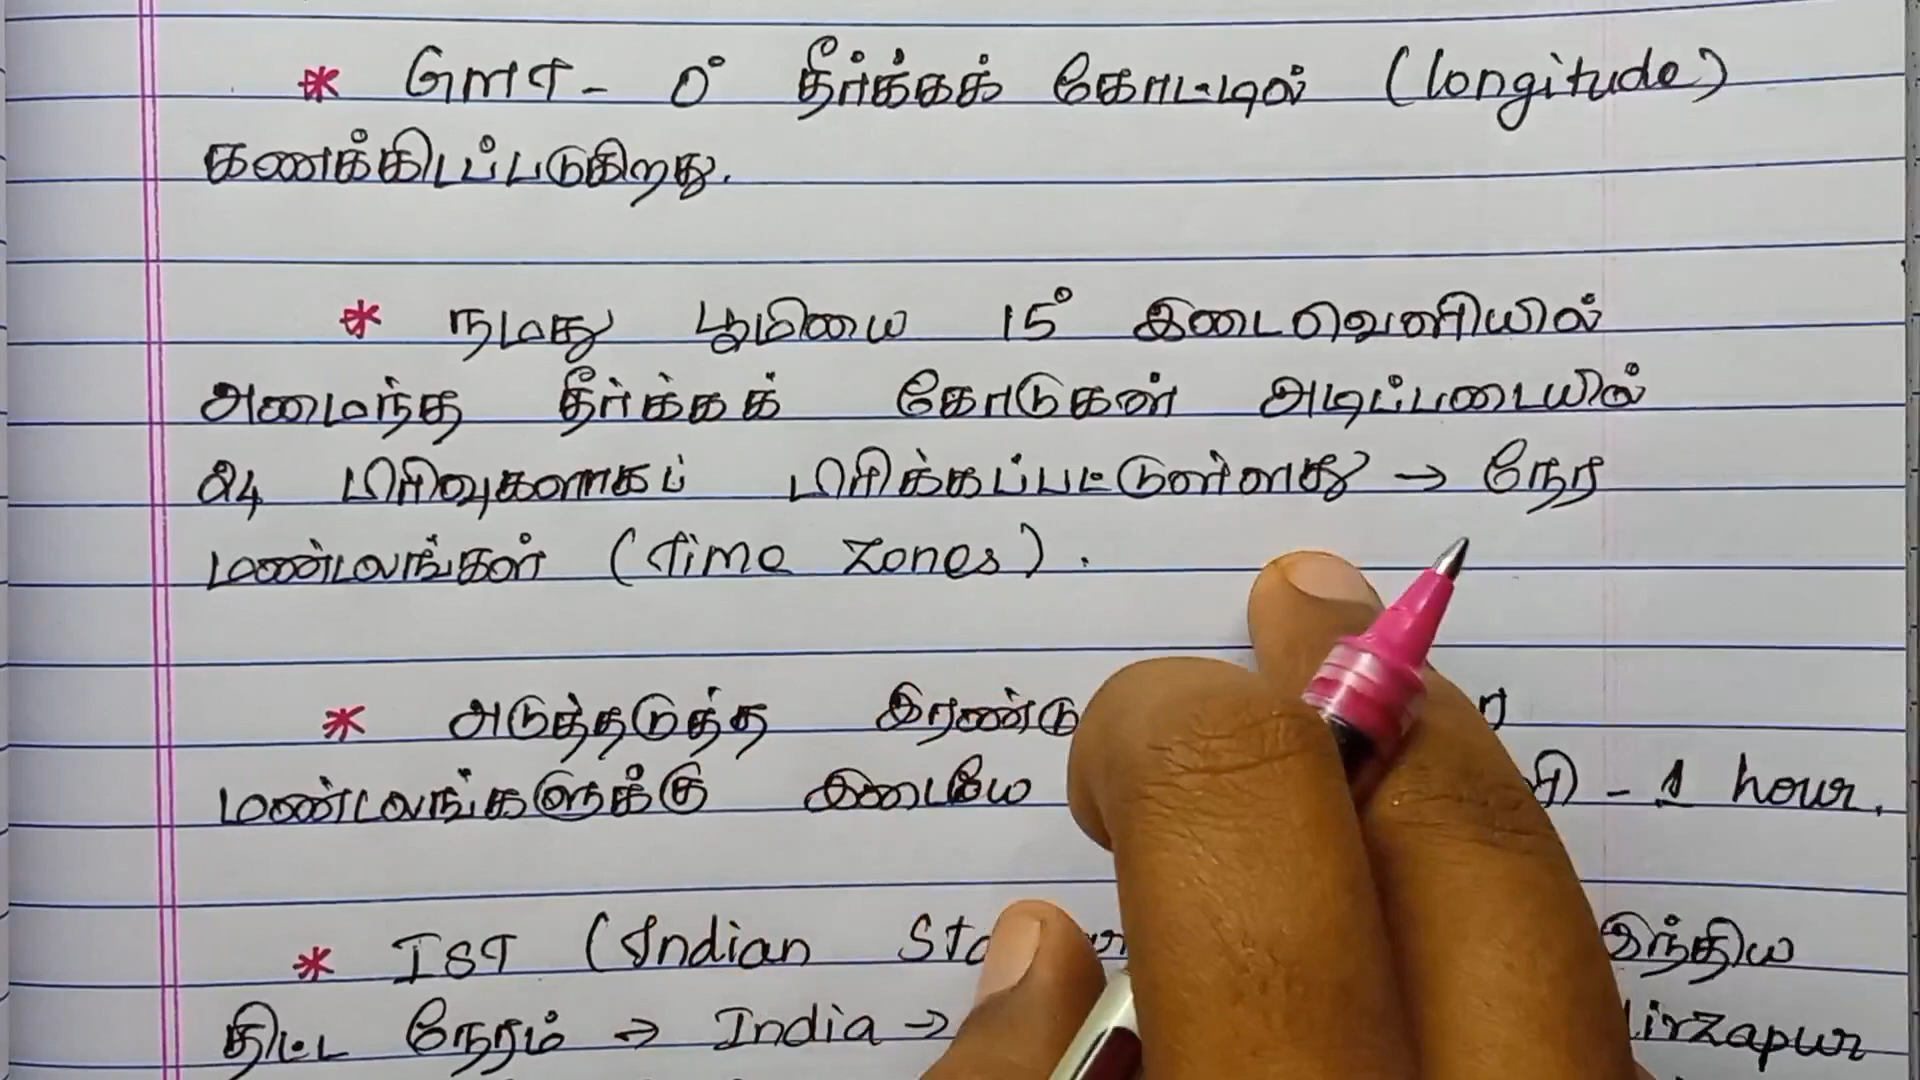 * GMT - 0° தீர்க்கக் கோட்டில் (longitude)
கணக்கிடப்படுகிறது.
* நமது பூமியை 15° இடைவெளியில்
அமைந்த தீர்க்கக் கோடுகள் அடிப்படையில்
24 பிரிவுகளாகப் பிரிக்கப்பட்டுள்ளது → நேர
மண்டலங்கள் (Time Zones).
* அடுத்தடுத்த இரண்டு
மண்டலங்களுக்கு இடையே - 1 hour.
* IST (Indian இந்திய
திட்ட நேரம் → India →